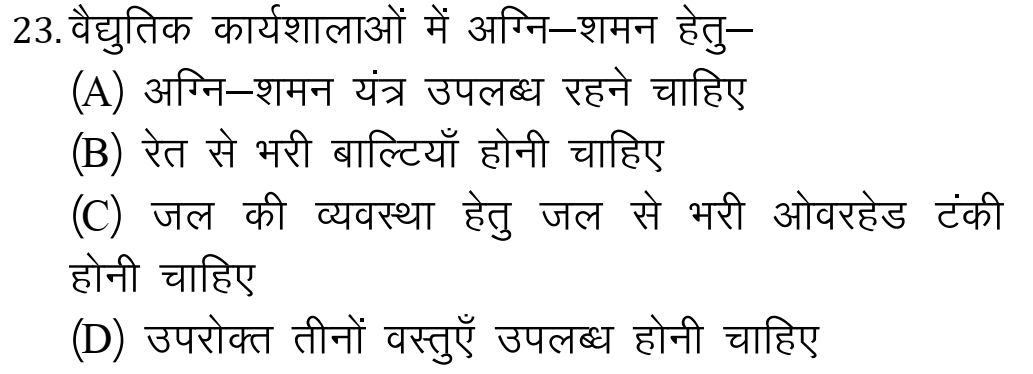 23. वैद्युतिक कार्यशालाओं में अग्नि–शमन हेतु–
(A) अग्नि–शमन यंत्र उपलब्ध रहने चाहिए
(B) रेत से भरी बाल्टियाँ होनी चाहिए
(C) जल की व्यवस्था हेतु जल से भरी ओवरहेड टंकी
होनी चाहिए
(D) उपरोक्त तीनों वस्तुएँ उपलब्ध होनी चाहिए